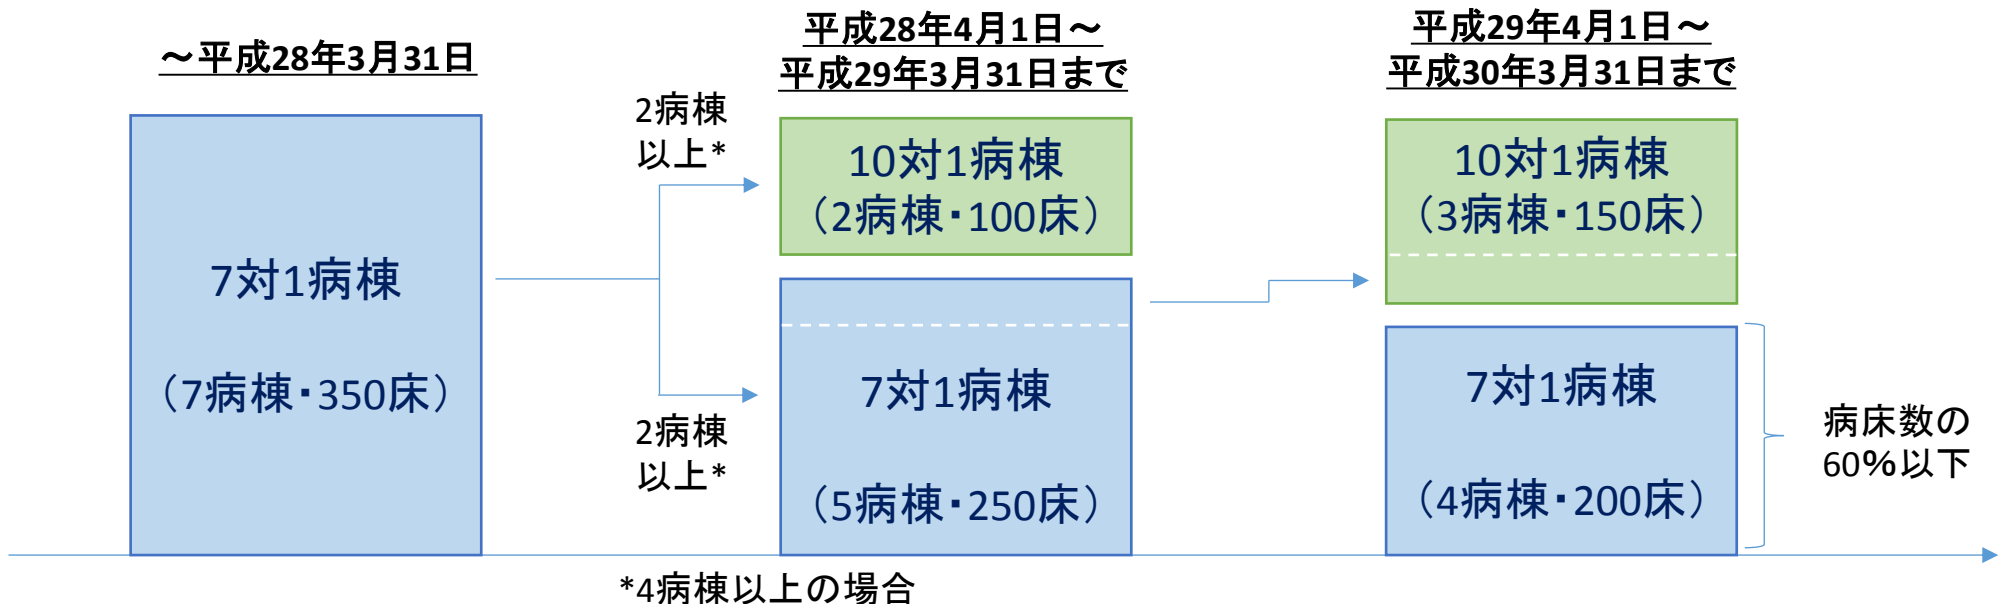 ～平成28年3月31日
平成28年4月1日～
平成29年3月31日まで
平成29年4月1日～
平成30年3月31日まで
7対1病棟
（7病棟・350床）
2病棟
以上*
2病棟
以上*
10対1病棟
（2病棟・100床）
7対1病棟
（5病棟・250床）
10対1病棟
（3病棟・150床）
7対1病棟
（4病棟・200床）
病床数の
60%以下
*4病棟以上の場合